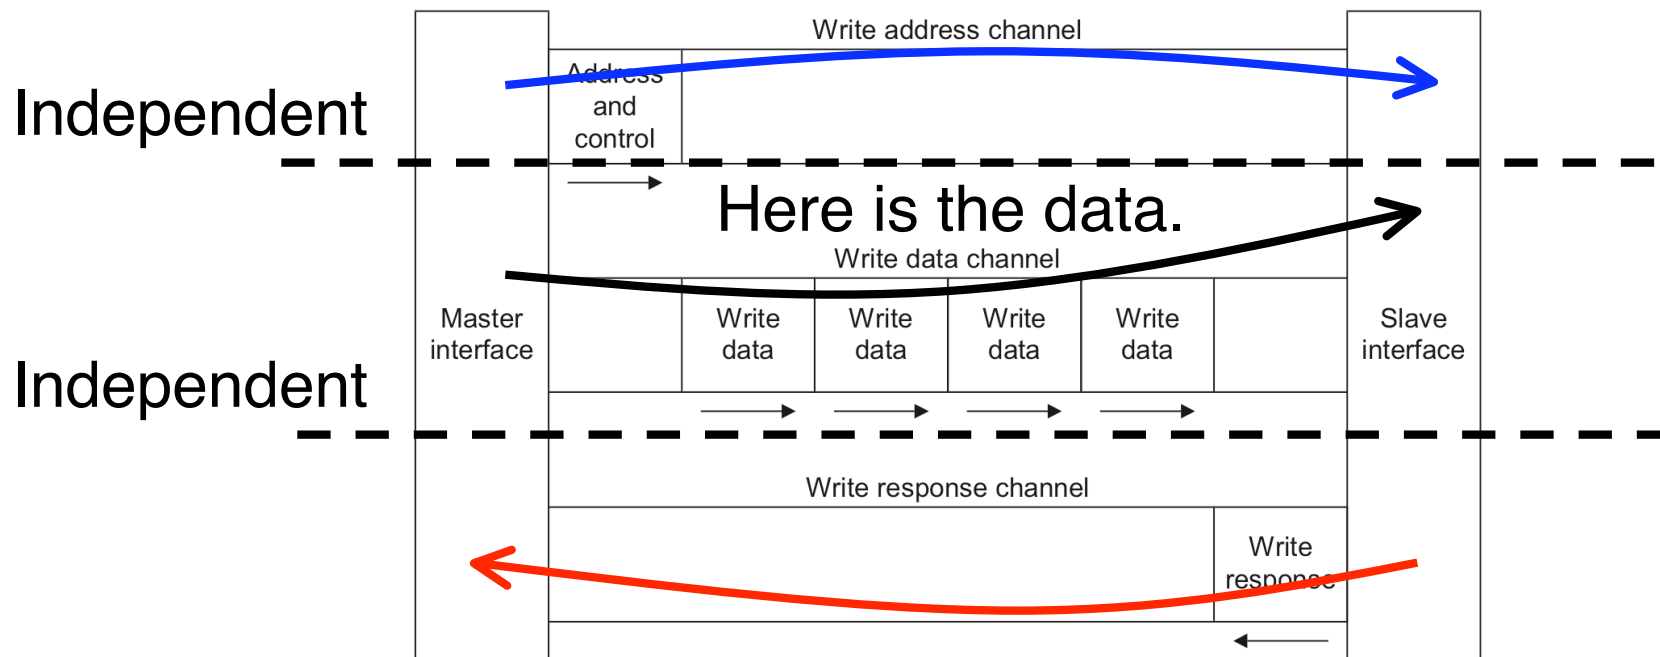 Write address channel
Independent
Address
and
control
Here is the data.
Write data channel
Master
interface
Write
data
Write
data
Write
data
Write
data
Slave
interface
Independent
Write response channel
Write
response